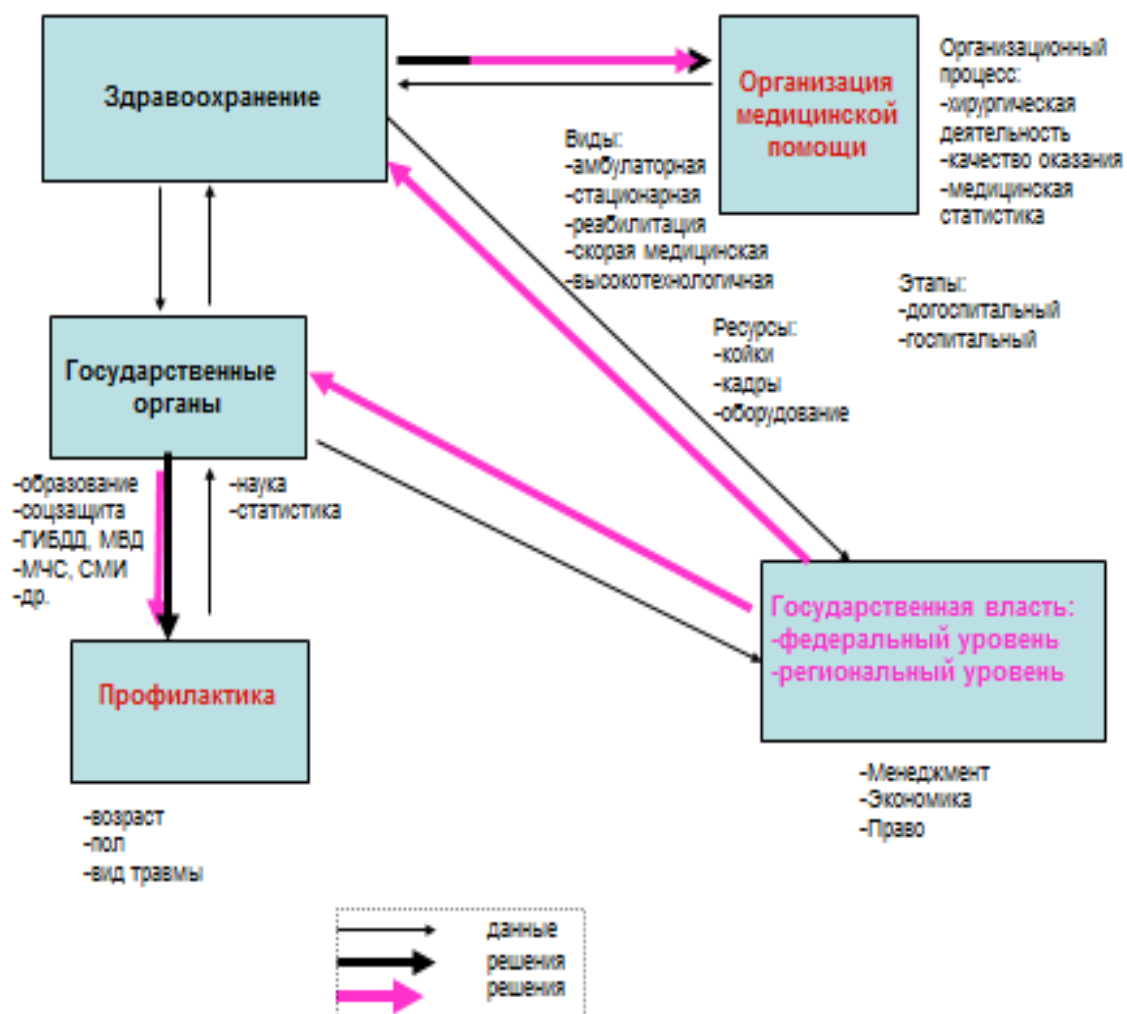 Здравоохранение
Организация
медицинской
помощи
Организационный
процесс:
-хирургическая
деятельность
-качество оказания
-медицинская
статистика
Виды:
-амбулаторная
-стационарная
-реабилитация
-скорая медицинская
-высокотехнологичная
Этапы:
-догоспитальный
-госпитальный
Ресурсы:
-койки
-кадры
-оборудование
Государственные
органы
-образование
-соцзащита
-ГИБДД, МВД
-МЧС, СМИ
-др.
-наука
-статистика
Государственная власть:
-федеральный уровень
-региональный уровень
Профилактика
-Менеджмент
-Экономика
-Право
-возраст
-пол
-вид травмы
данные
решения
решения